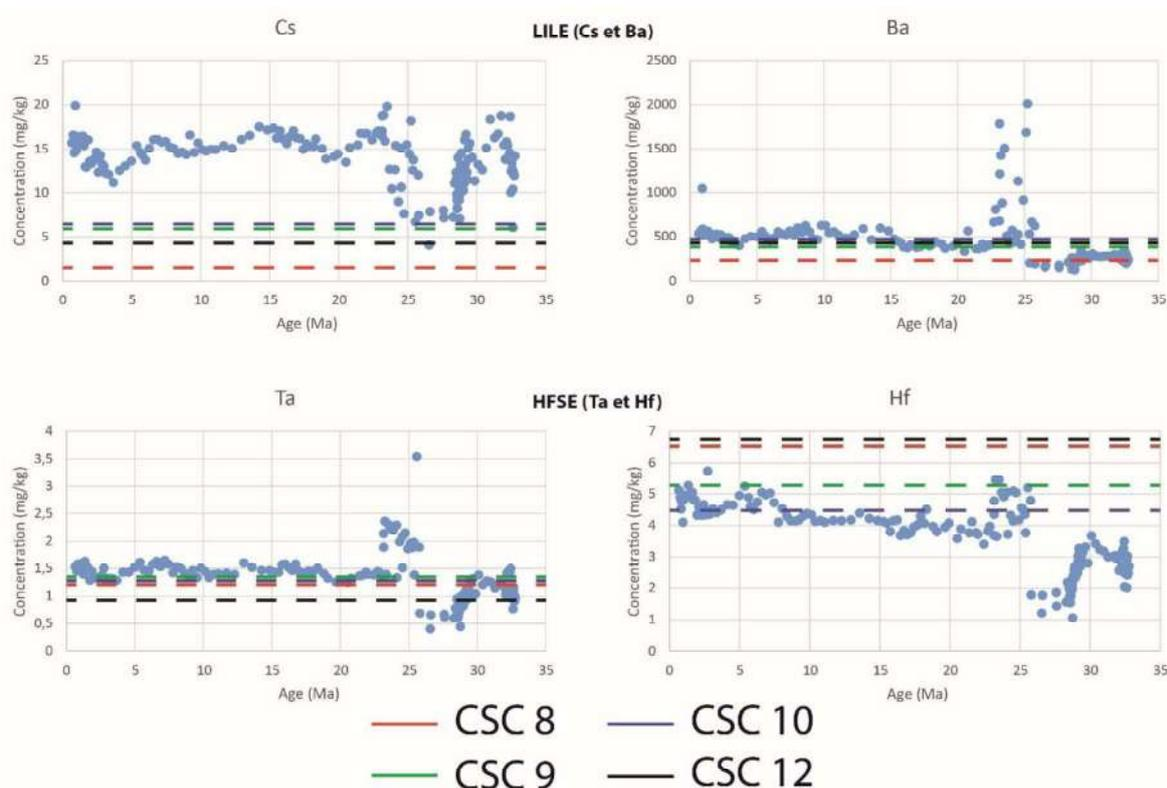 LILE (Cs et Ba)
Cs
Ba
Concentration (mg/kg)
25
20
15
10
5
0
0 5 10 15 20 25 30 35
Age (Ma)
Concentration (mg/kg)
2500
2000
1500
1000
500
0
0 5 10 15 20 25 30 35
Age (Ma)
HFSE (Ta et Hf)
Ta
Hf
Concentration (mg/kg)
4
3,5
3
2,5
2
1,5
1
0,5
0
0 5 10 15 20 25 30 35
Age (Ma)
Concentration (mg/kg)
7
6
5
4
3
2
1
0
0 5 10 15 20 25 30 35
Age (Ma)
CSC 8
CSC 10
CSC 9
CSC 12